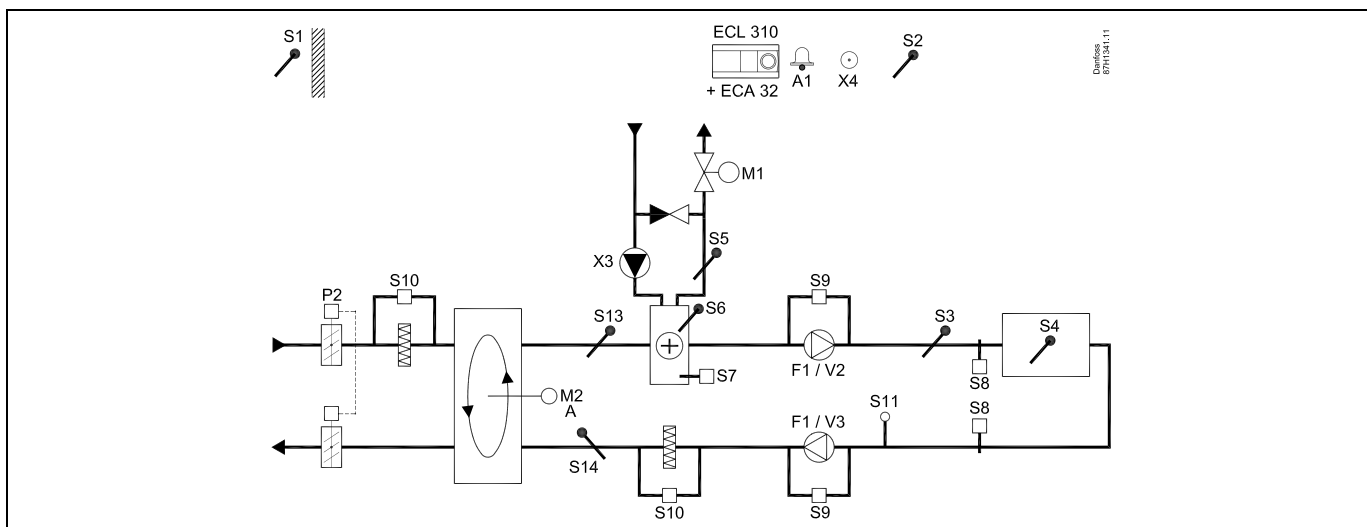 S1
ECL 310
+ ECA 32
A1
X4
S2
Danfoss
87H1341.11
M1
X3
S5
P2
S10
S13
S6
S9
S3
S4
S7
F1 / V2
S8
M2
A
S11
S8
F1 / V3
S14
S10
S9